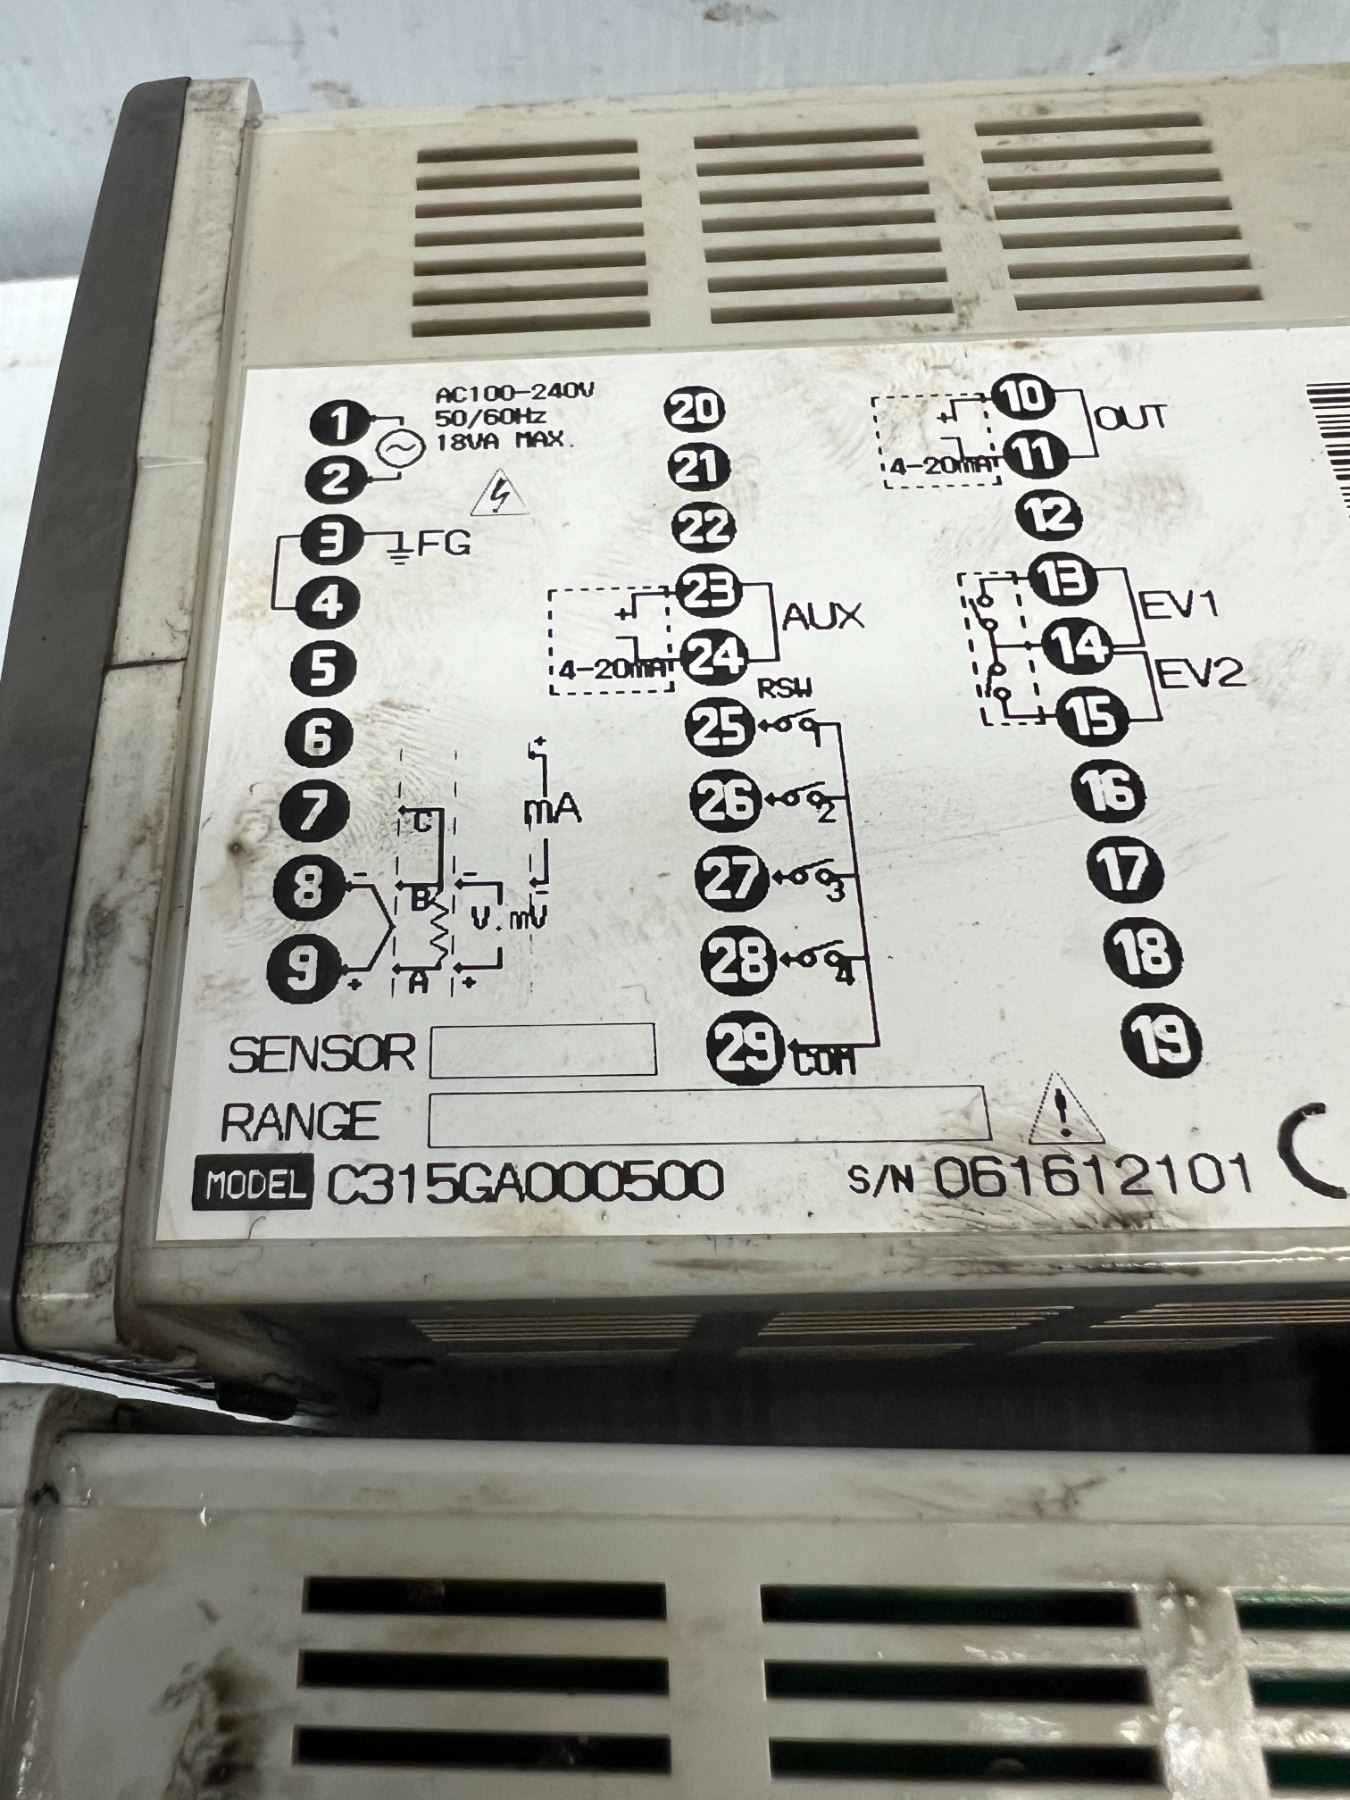 1
AC100-240V
50/60Hz
18VA MAX.
2
3 FG
4
5
6
7
8 -
9 +
C
B
A
- V.mV +
+ mA -
20
21
22
23 AUX
+ 4-20mA
24
RSW
25 1
26 2
27 3
28 4
29 COM
10 OUT
+ 4-20mA
11
12
13 EV1
14
15 EV2
16
17
18
19
SENSOR
RANGE
!
MODEL C315GA000500 S/N 061612101